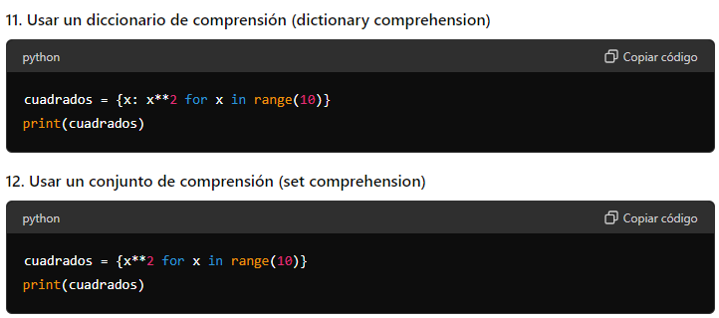 11. Usar un diccionario de comprensión (dictionary comprehension)
python
Copiar código
cuadrados = {x: x**2 for x in range(10)}
print(cuadrados)
12. Usar un conjunto de comprensión (set comprehension)
python
Copiar código
cuadrados = {x**2 for x in range(10)}
print(cuadrados)